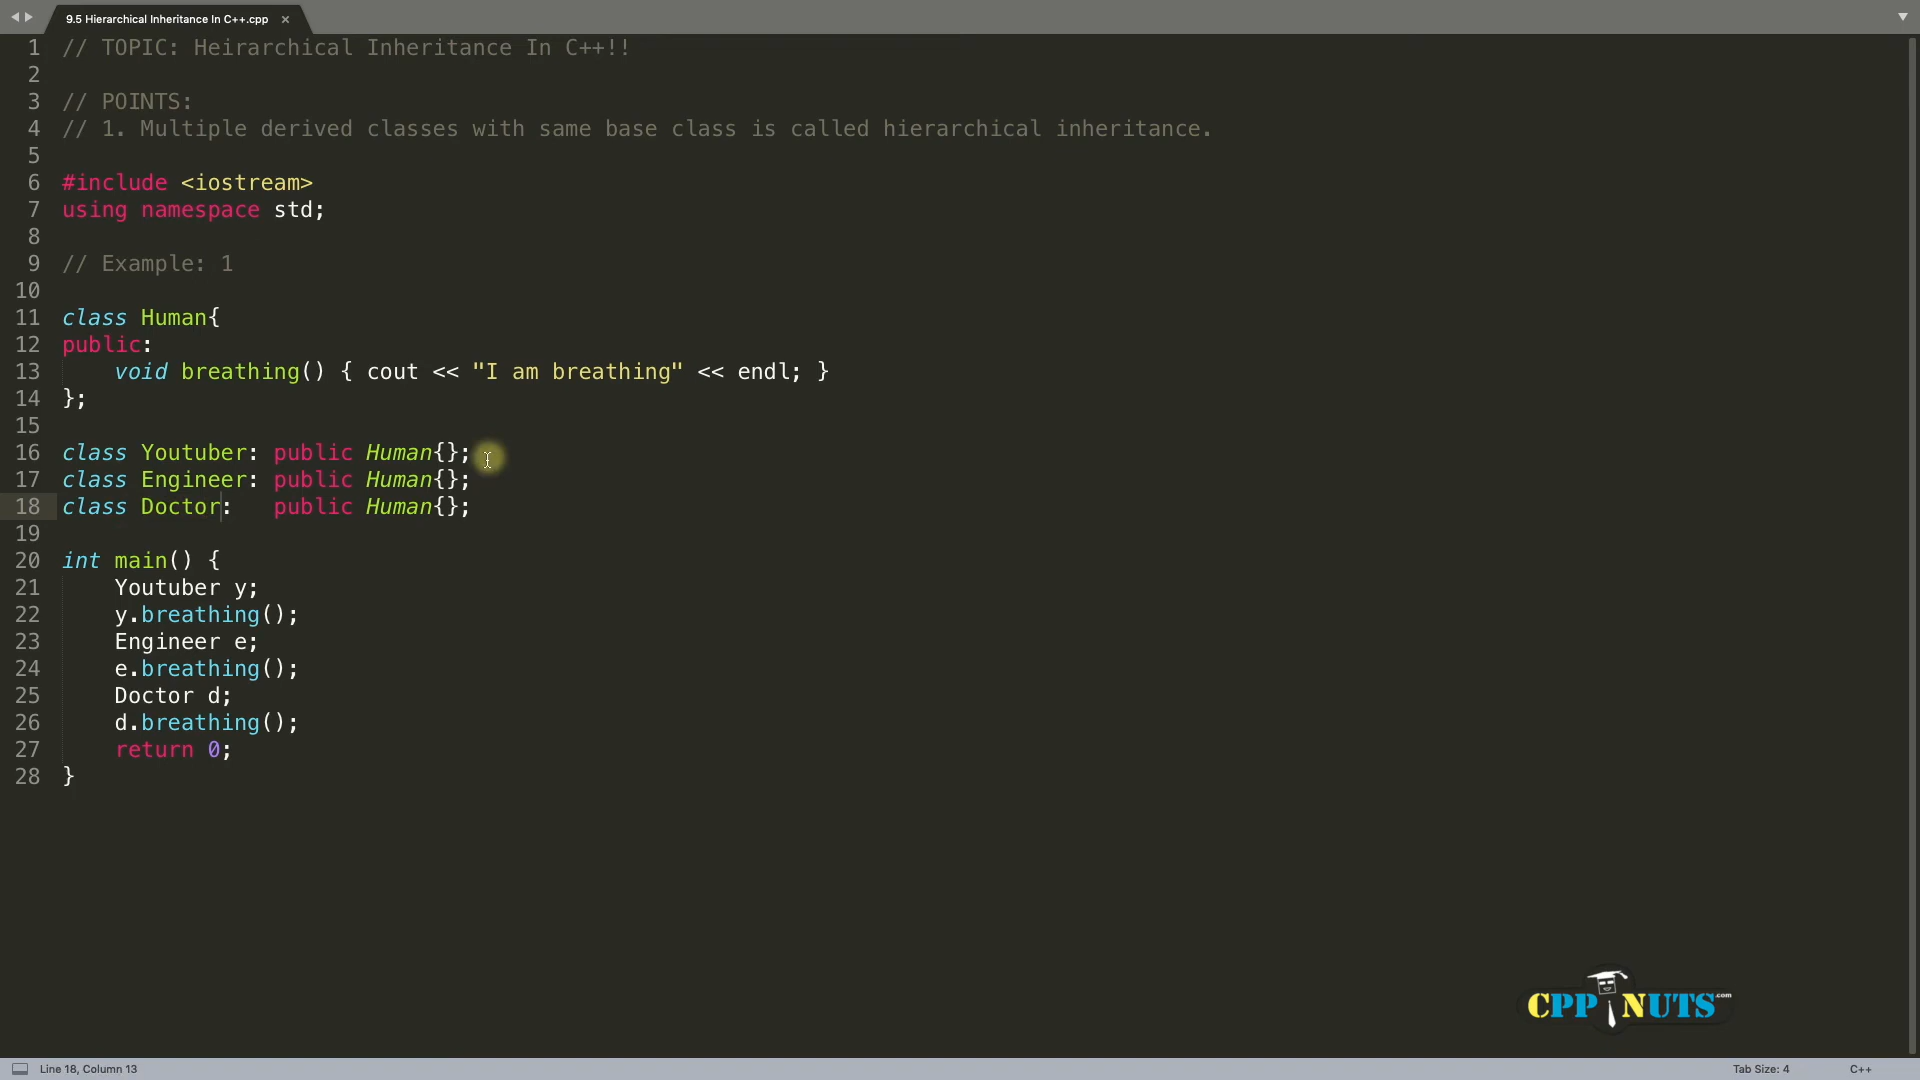 9.5 Hierarchical Inheritance In C++.cpp ×
1 // TOPIC: Heirarchical Inheritance In C++!!
2
3 // POINTS:
4 // 1. Multiple derived classes with same base class is called hierarchical inheritance.
5
6 #include <iostream>
7 using namespace std;
8
9 // Example: 1
10
11 class Human{
12 public:
13     void breathing() { cout << "I am breathing" << endl; }
14 };
15
16 class Youtuber: public Human{};
17 class Engineer: public Human{};
18 class Doctor:   public Human{};
19
20 int main() {
21     Youtuber y;
22     y.breathing();
23     Engineer e;
24     e.breathing();
25     Doctor d;
26     d.breathing();
27     return 0;
28 }
CPP NUTS .com
Line 18, Column 13 Tab Size: 4 C++